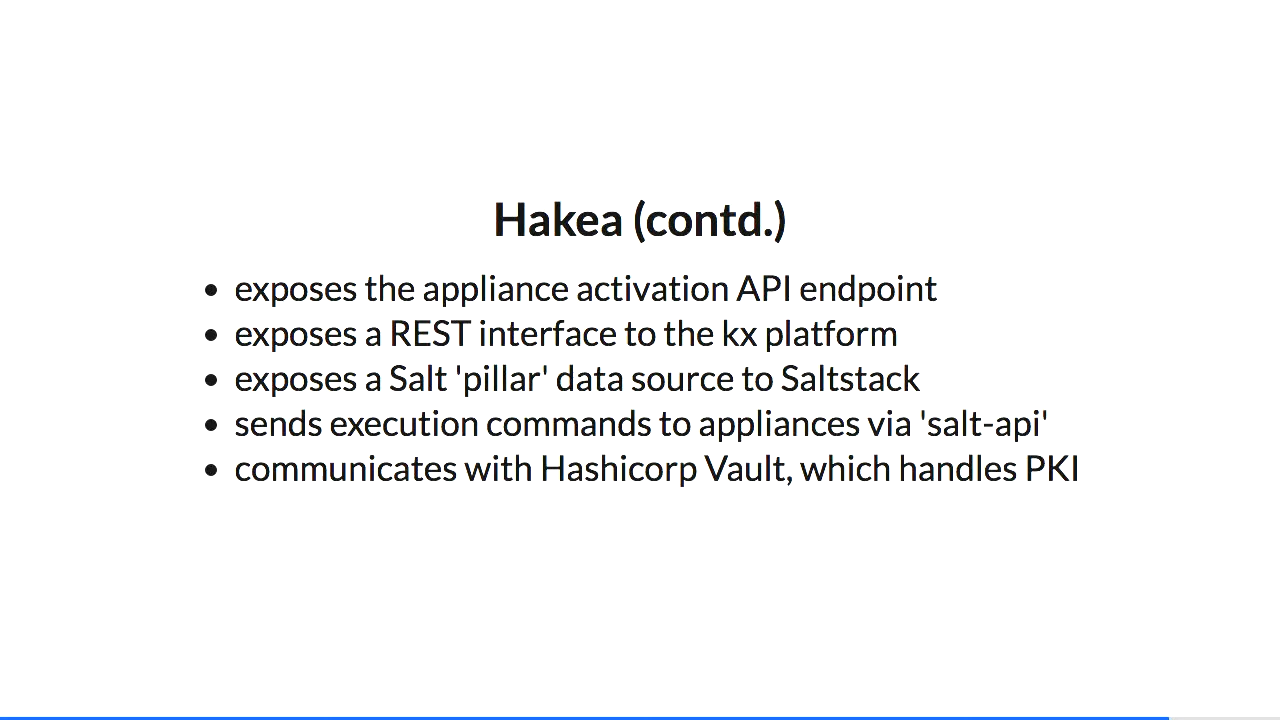 Hakea (contd.)
• exposes the appliance activation API endpoint
• exposes a REST interface to the kx platform
• exposes a Salt 'pillar' data source to Saltstack
• sends execution commands to appliances via 'salt-api'
• communicates with Hashicorp Vault, which handles PKI